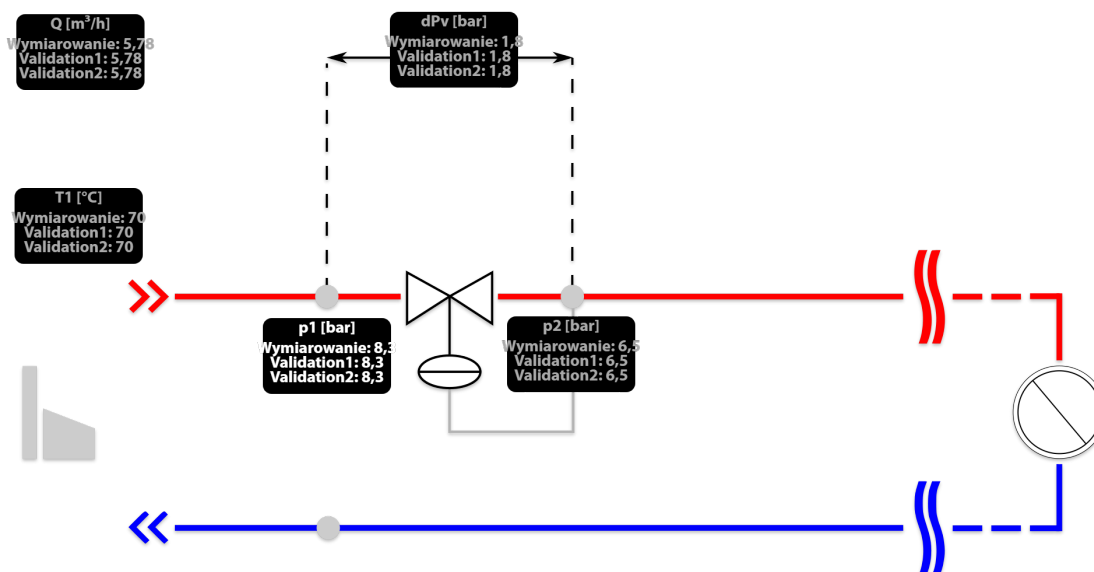 Q [m³/h]
Wymiarowanie: 5,78
Validation1: 5,78
Validation2: 5,78
dPv [bar]
Wymiarowanie: 1,8
Validation1: 1,8
Validation2: 1,8
T1 [°C]
Wymiarowanie: 70
Validation1: 70
Validation2: 70
p1 [bar]
Wymiarowanie: 8,3
Validation1: 8,3
Validation2: 8,3
p2 [bar]
Wymiarowanie: 6,5
Validation1: 6,5
Validation2: 6,5